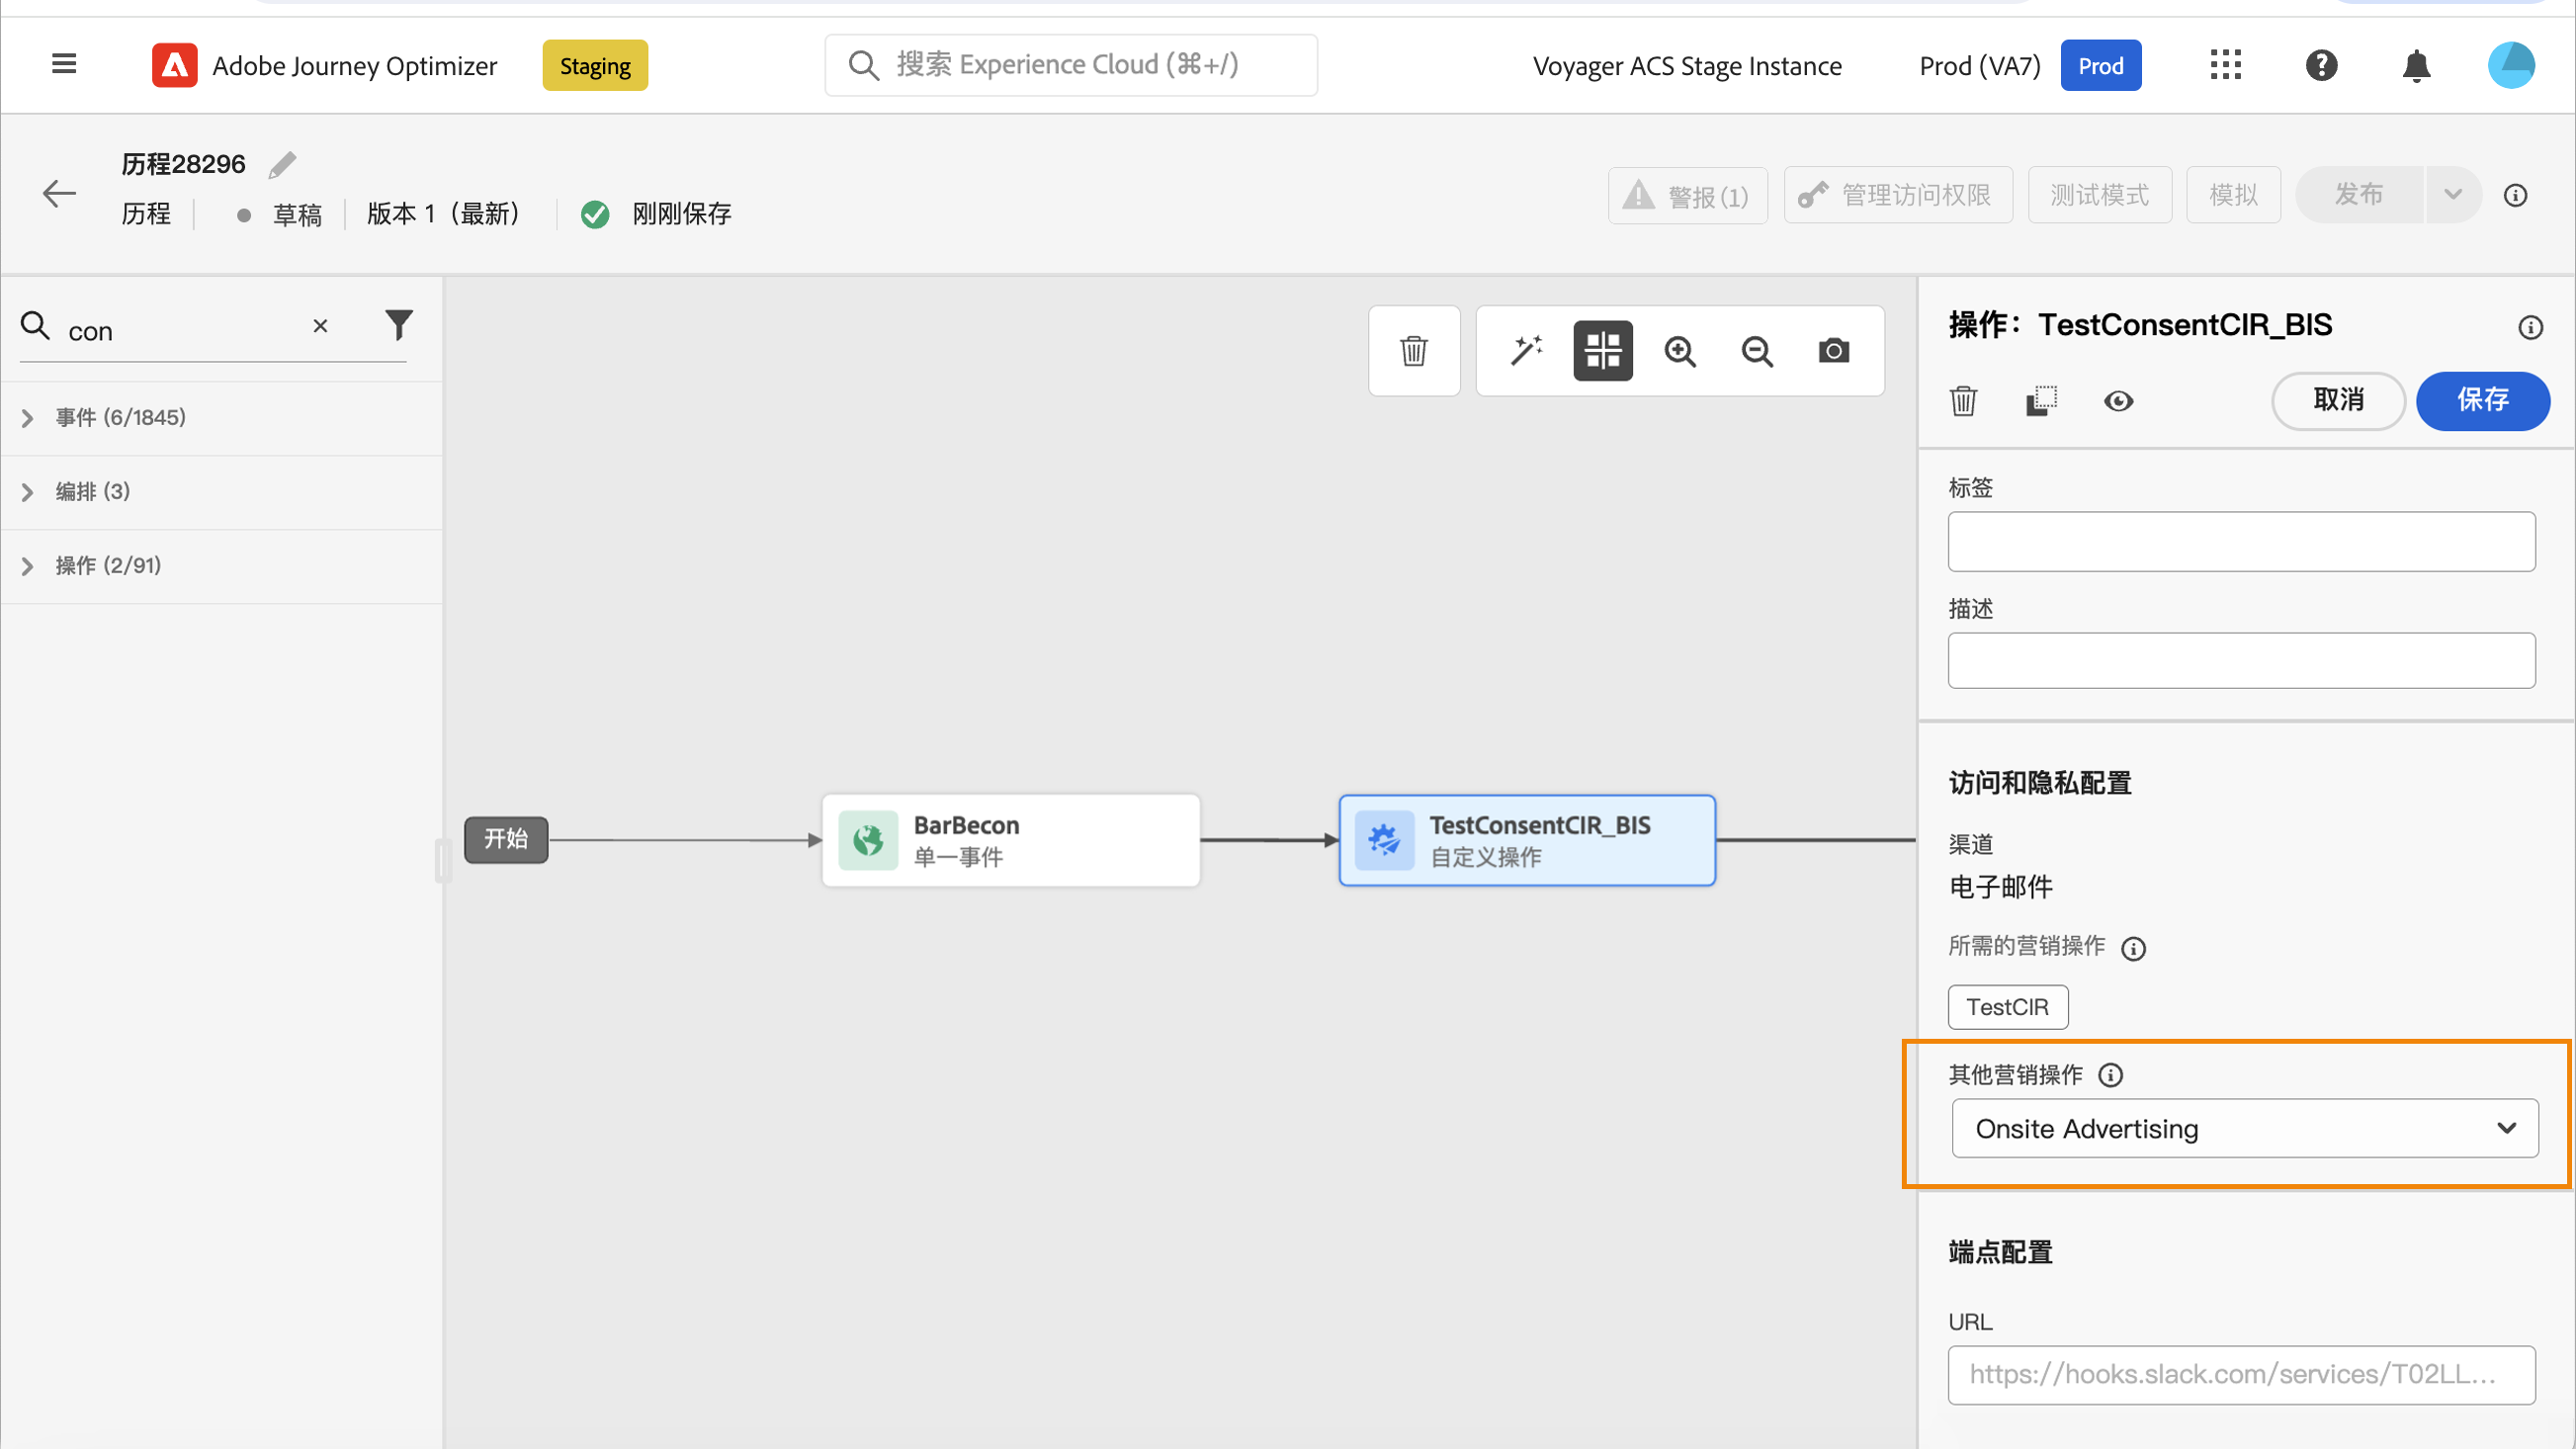 Adobe Journey Optimizer
Staging
搜索 Experience Cloud (⌘+/)
Voyager ACS Stage Instance
Prod (VA7)
Prod
历程28296
历程
草稿
版本 1（最新）
刚刚保存
警报 (1)
管理访问权限
测试模式
模拟
发布
con
事件 (6/1845)
编排 (3)
操作 (2/91)
开始
BarBecon
单一事件
TestConsentCIR_BIS
自定义操作
操作：TestConsentCIR_BIS
取消
保存
标签
描述
访问和隐私配置
渠道
电子邮件
所需的营销操作
TestCIR
其他营销操作
Onsite Advertising
端点配置
URL
https://hooks.slack.com/services/T02LL...